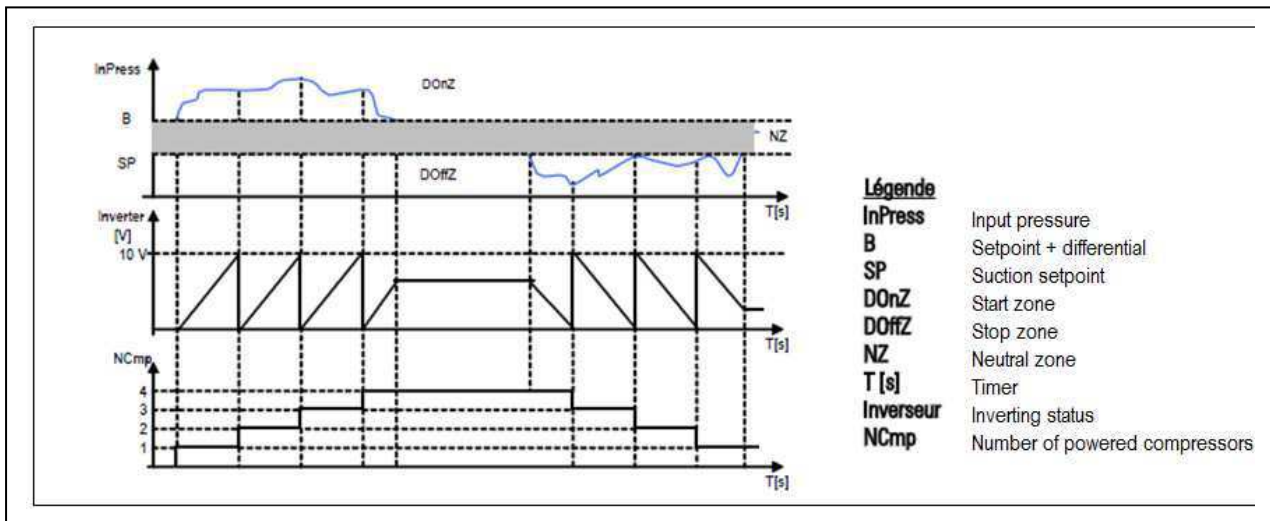 InPress
DOnZ
B
NZ
SP
DOffZ
T[s]
Inverter
[V]
10 V
T[s]
NCmp
4
3
2
1
T[s]
Légende
InPress Input pressure
B Setpoint + differential
SP Suction setpoint
DOnZ Start zone
DOffZ Stop zone
NZ Neutral zone
T [s] Timer
Inverseur Inverting status
NCmp Number of powered compressors